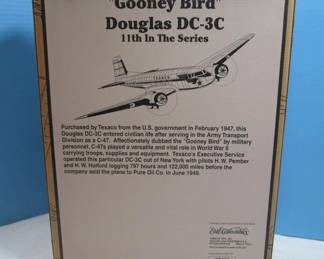 "Gooney Bird"
Douglas DC-3C
11th In The Series
Purchased by Texaco from the U.S. government in February 1947, this
Douglas DC-3C entered civilian life after serving in the Army Transport
Division as a C-47. Affectionately dubbed the "Gooney Bird" by military
personnel, C-47s played a versatile and vital role in World War II
carrying troops, supplies and equipment. Texaco's Executive Service
operated this particular DC-3C out of New York with pilots H. W. Pember
and H. W. Hulford logging 797 hours and 122,000 miles before the
company sold the plane to Pure Oil Co. in June 1948.